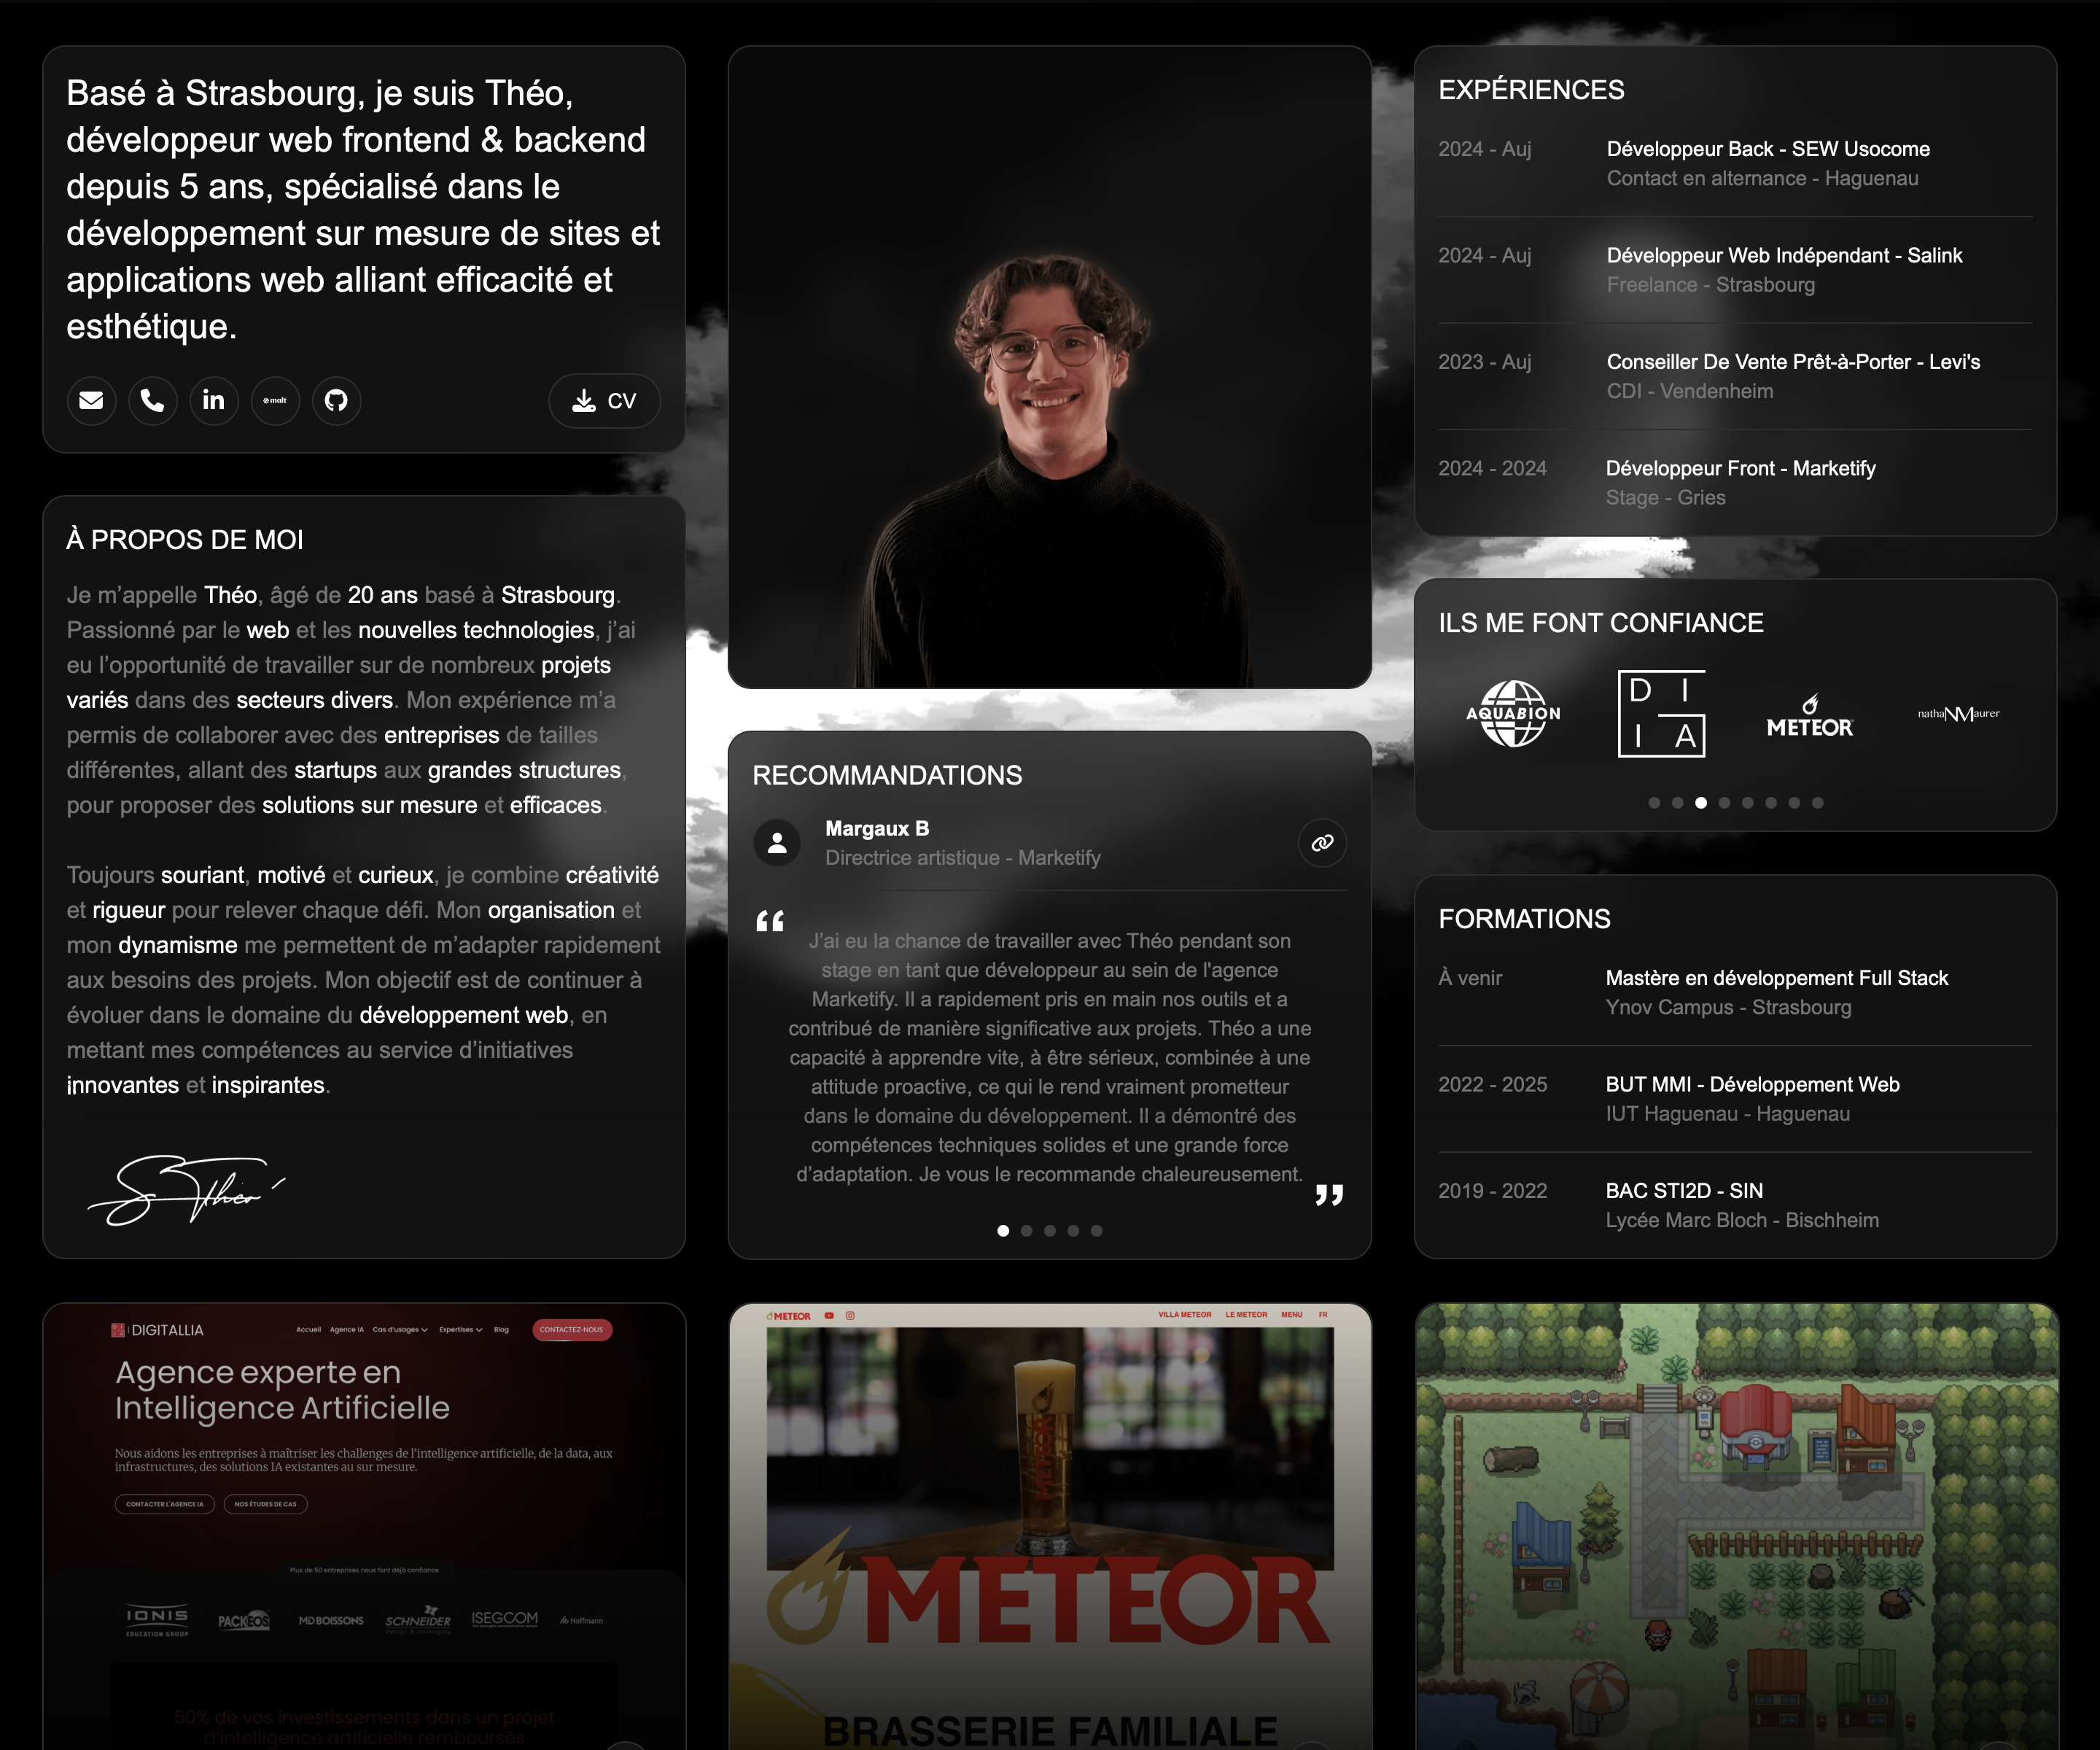 Basé à Strasbourg, je suis Théo,
développeur web frontend & backend
depuis 5 ans, spécialisé dans le
développement sur mesure de sites et
applications web alliant efficacité et
esthétique.
malt
CV
À PROPOS DE MOI
Je m’appelle Théo, âgé de 20 ans basé à Strasbourg.
Passionné par le web et les nouvelles technologies, j’ai
eu l’opportunité de travailler sur de nombreux projets
variés dans des secteurs divers. Mon expérience m’a
permis de collaborer avec des entreprises de tailles
différentes, allant des startups aux grandes structures,
pour proposer des solutions sur mesure et efficaces.
Toujours souriant, motivé et curieux, je combine créativité
et rigueur pour relever chaque défi. Mon organisation et
mon dynamisme me permettent de m’adapter rapidement
aux besoins des projets. Mon objectif est de continuer à
évoluer dans le domaine du développement web, en
mettant mes compétences au service d’initiatives
innovantes et inspirantes.
S Théo
RECOMMANDATIONS
Margaux B
Directrice artistique - Marketify
“
J'ai eu la chance de travailler avec Théo pendant son
stage en tant que développeur au sein de l'agence
Marketify. Il a rapidement pris en main nos outils et a
contribué de manière significative aux projets. Théo a une
capacité à apprendre vite, à être sérieux, combinée à une
attitude proactive, ce qui le rend vraiment prometteur
dans le domaine du développement. Il a démontré des
compétences techniques solides et une grande force
d’adaptation. Je vous le recommande chaleureusement.
”
EXPÉRIENCES
2024 - Auj
Développeur Back - SEW Usocome
Contact en alternance - Haguenau
2024 - Auj
Développeur Web Indépendant - Salink
Freelance - Strasbourg
2023 - Auj
Conseiller De Vente Prêt-à-Porter - Levi's
CDI - Vendenheim
2024 - 2024
Développeur Front - Marketify
Stage - Gries
ILS ME FONT CONFIANCE
AQUABION
D I
I A
METEOR
nathaNMaurer
FORMATIONS
À venir
Mastère en développement Full Stack
Ynov Campus - Strasbourg
2022 - 2025
BUT MMI - Développement Web
IUT Haguenau - Haguenau
2019 - 2022
BAC STI2D - SIN
Lycée Marc Bloch - Bischheim
DIGITALLIA
Accueil Agence IA Cas d'usages Expertises Blog CONTACTEZ-NOUS
Agence experte en
Intelligence Artificielle
Nous aidons les entreprises à maîtriser les challenges de l'intelligence artificielle, de la data, aux
infrastructures, des solutions IA existantes au sur mesure.
CONTACTER L'AGENCE IA NOS ÉTUDES DE CAS
Plus de 50 entreprises nous font déjà confiance
IONIS
EDUCATION GROUP
PACKEOS
MD BOISSONS
SCHNEIDER
design & packaging
ISEGCOM
Hoffmann
50% de vos investissements dans un projet
d'intelligence artificielle remboursés
METEOR
VILLA METEOR LE METEOR MENU FR
METEOR
METEOR
BRASSERIE FAMILIALE